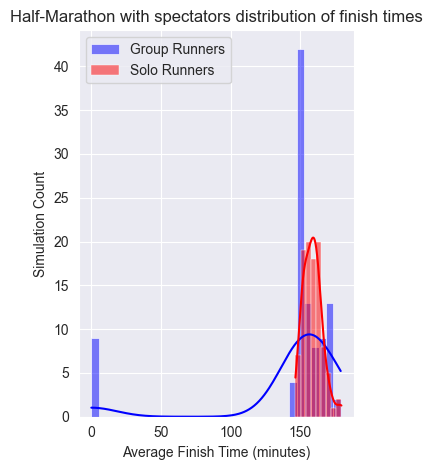 Half-Marathon with spectators distribution of finish times
Group Runners
Solo Runners
40
35
30
25
20
15
10
5
0
Simulation Count
0 50 100 150
Average Finish Time (minutes)